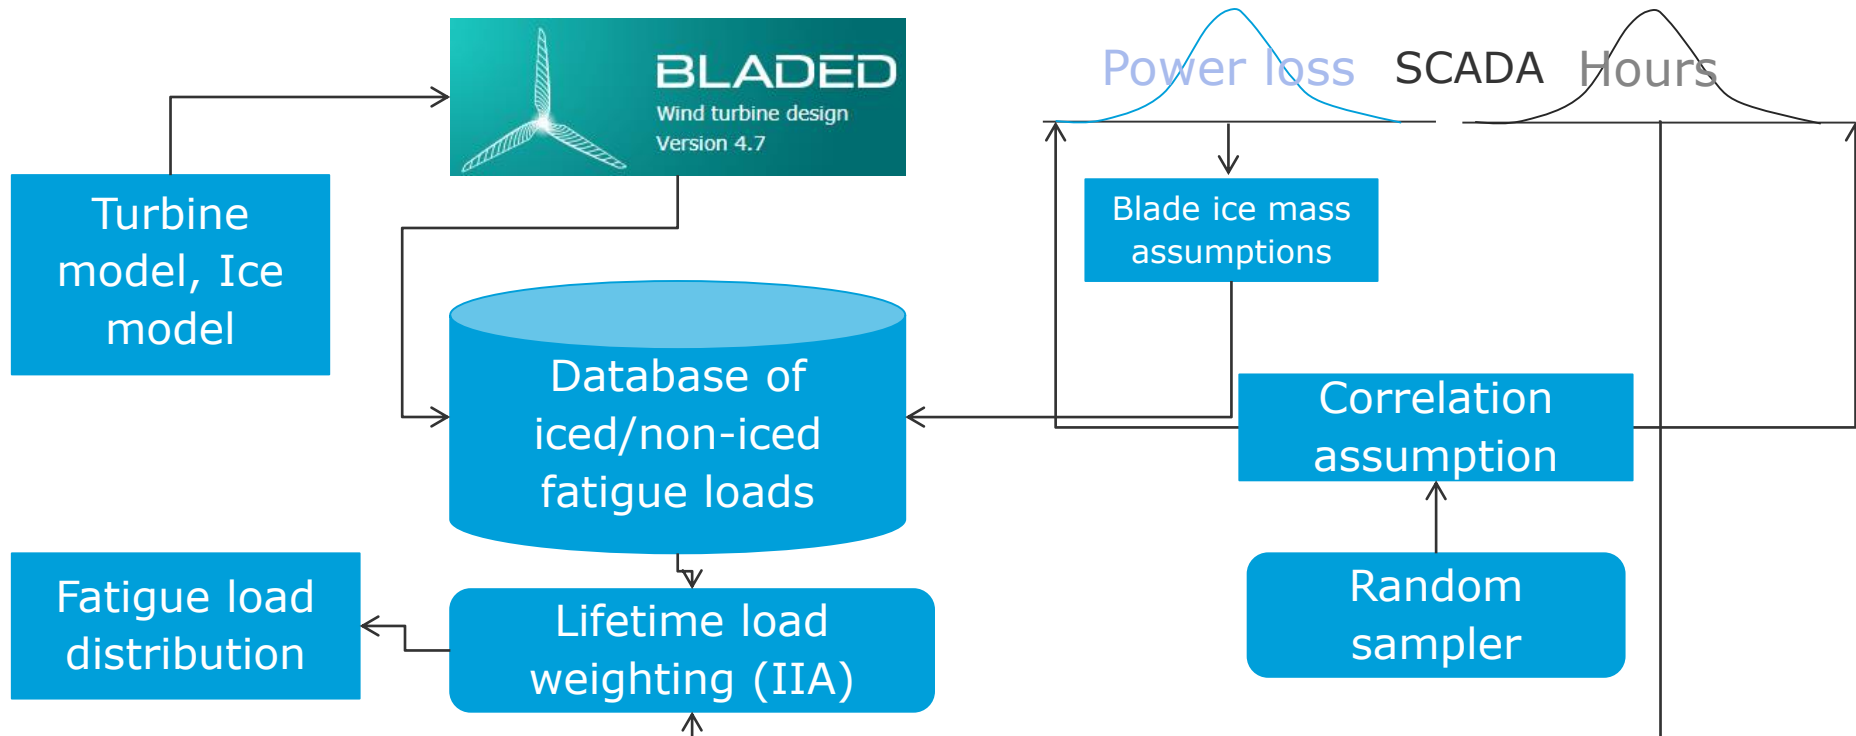 BLADED
Wind turbine design
Version 4.7
Power loss
SCADA
Hours
Turbine
model, Ice
model
Blade ice mass
assumptions
Database of
iced/non-iced
fatigue loads
Correlation
assumption
Fatigue load
distribution
Lifetime load
weighting (IIA)
Random
sampler